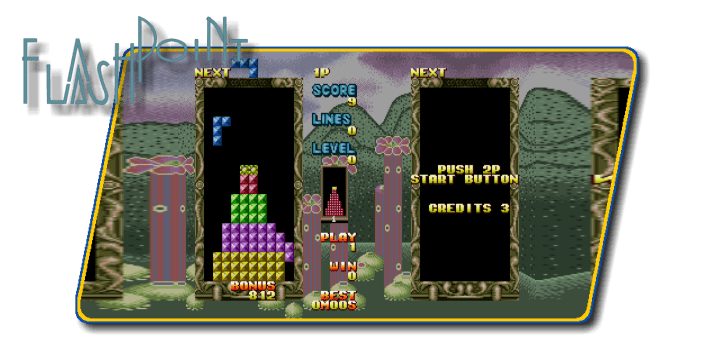 FLASHPOINT
NEXT
1P
NEXT
SCORE
9
LINES
0
LEVEL
0
1
PLAY
1
WIN
0
BEST
0M00S
BONUS
812
PUSH 2P
START BUTTON
CREDITS 3